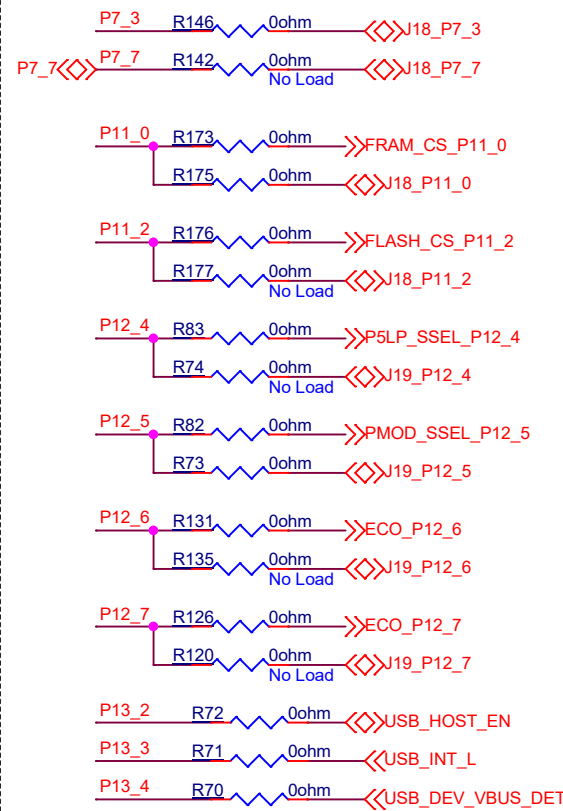 P7_3 R146 0ohm J18_P7_3
P7_7 P7_7 R142 0ohm J18_P7_7
No Load
P11_0 R173 0ohm FRAM_CS_P11_0
R175 0ohm J18_P11_0
P11_2 R176 0ohm FLASH_CS_P11_2
R177 0ohm J18_P11_2
No Load
P12_4 R83 0ohm P5LP_SSEL_P12_4
R74 0ohm J19_P12_4
No Load
P12_5 R82 0ohm PMOD_SSEL_P12_5
R73 0ohm J19_P12_5
P12_6 R131 0ohm ECO_P12_6
R135 0ohm J19_P12_6
No Load
P12_7 R126 0ohm ECO_P12_7
R120 0ohm J19_P12_7
No Load
P13_2 R72 0ohm USB_HOST_EN
P13_3 R71 0ohm USB_INT_L
P13_4 R70 0ohm USB_DEV_VBUS_DET